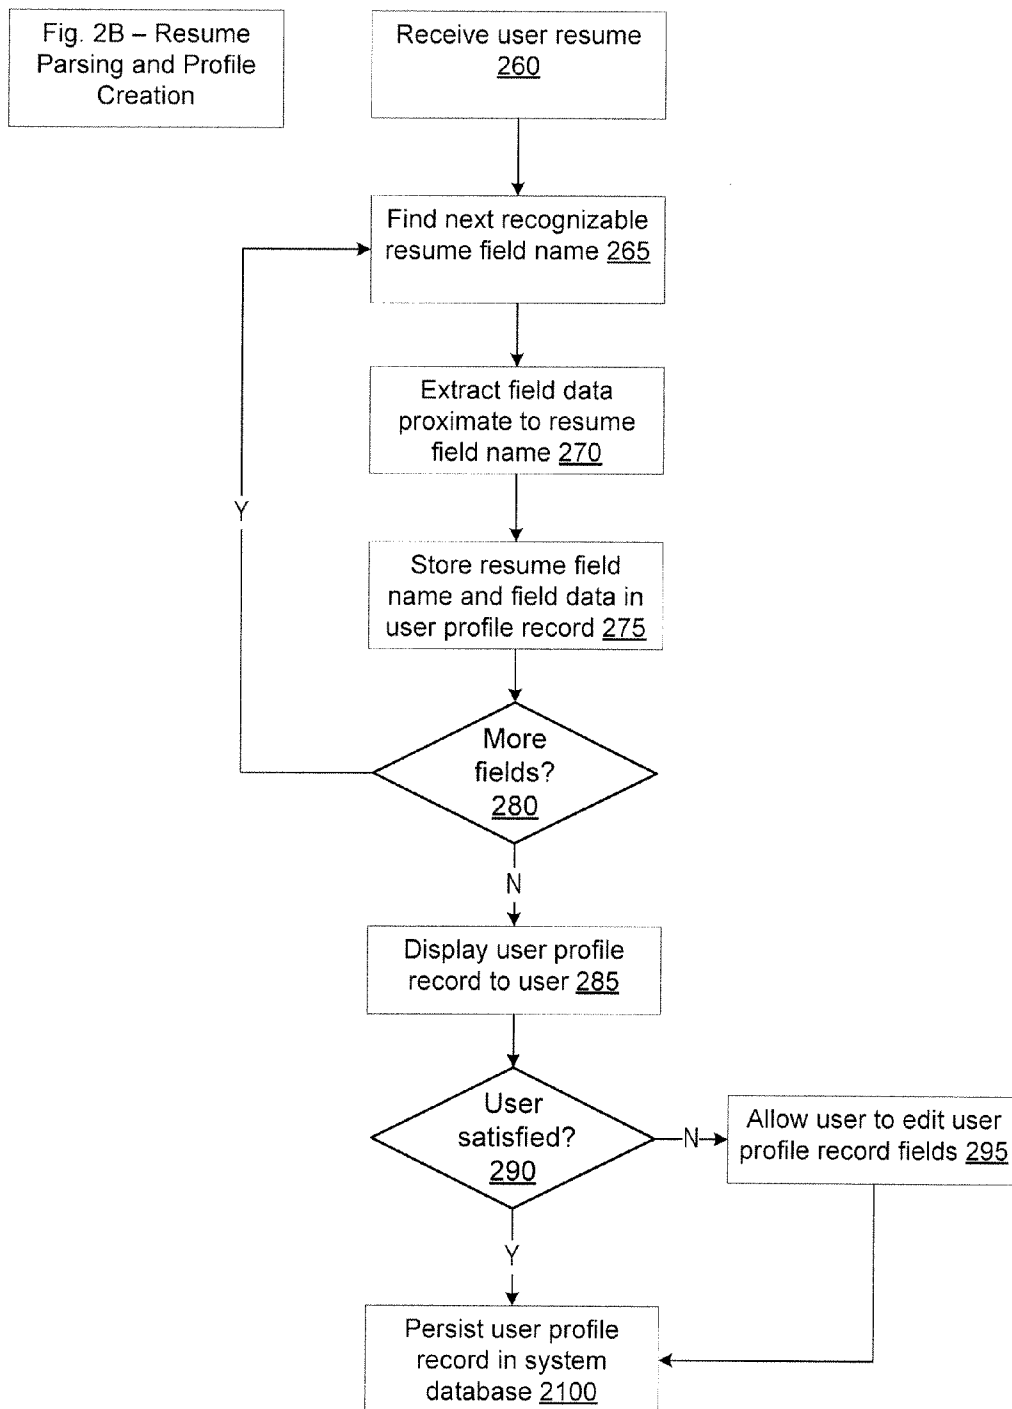 Fig. 2B – Resume
Parsing and Profile
Creation
Receive user resume
260
Find next recognizable
resume field name 265
Extract field data
proximate to resume
field name 270
Store resume field
name and field data in
user profile record 275
More
fields?
280
Y
N
Display user profile
record to user 285
User
satisfied?
290
N
Allow user to edit user
profile record fields 295
Y
Persist user profile
record in system
database 2100